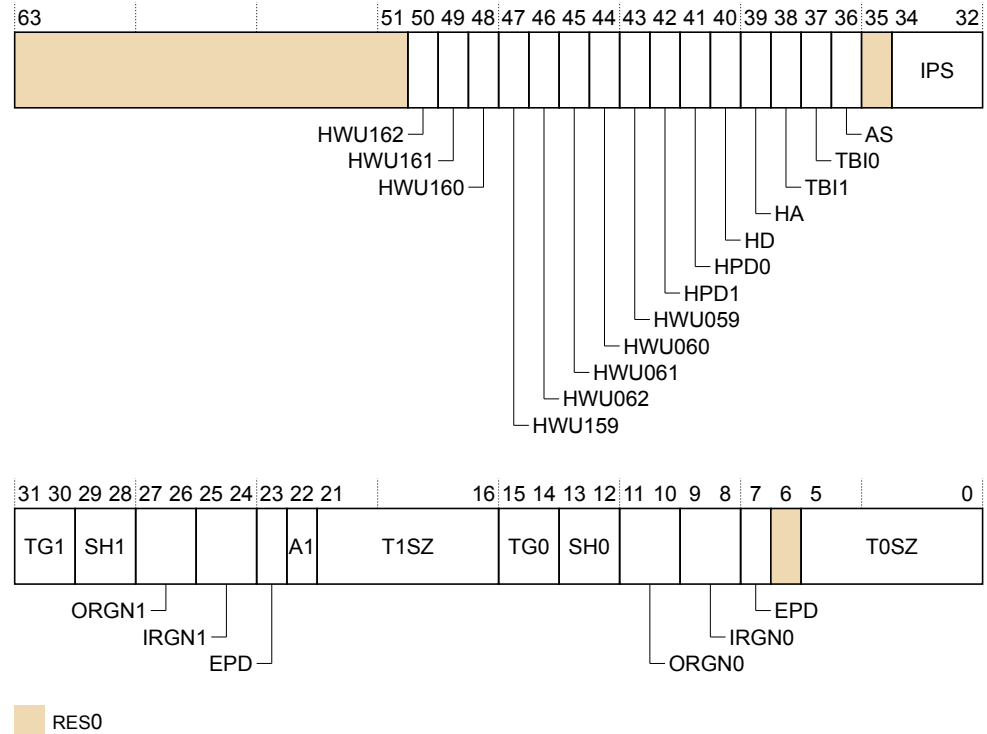 63 51 50 49 48 47 46 45 44 43 42 41 40 39 38 37 36 35 34 32
IPS
HWU162 AS
HWU161 TBI0
HWU160 TBI1
HA
HD
HPD0
HPD1
HWU059
HWU060
HWU061
HWU062
HWU159
31 30 29 28 27 26 25 24 23 22 21 16 15 14 13 12 11 10 9 8 7 6 5 0
TG1 SH1 A1 T1SZ TG0 SH0 T0SZ
ORGN1 EPD
IRGN1 IRGN0
EPD ORGN0
RES0